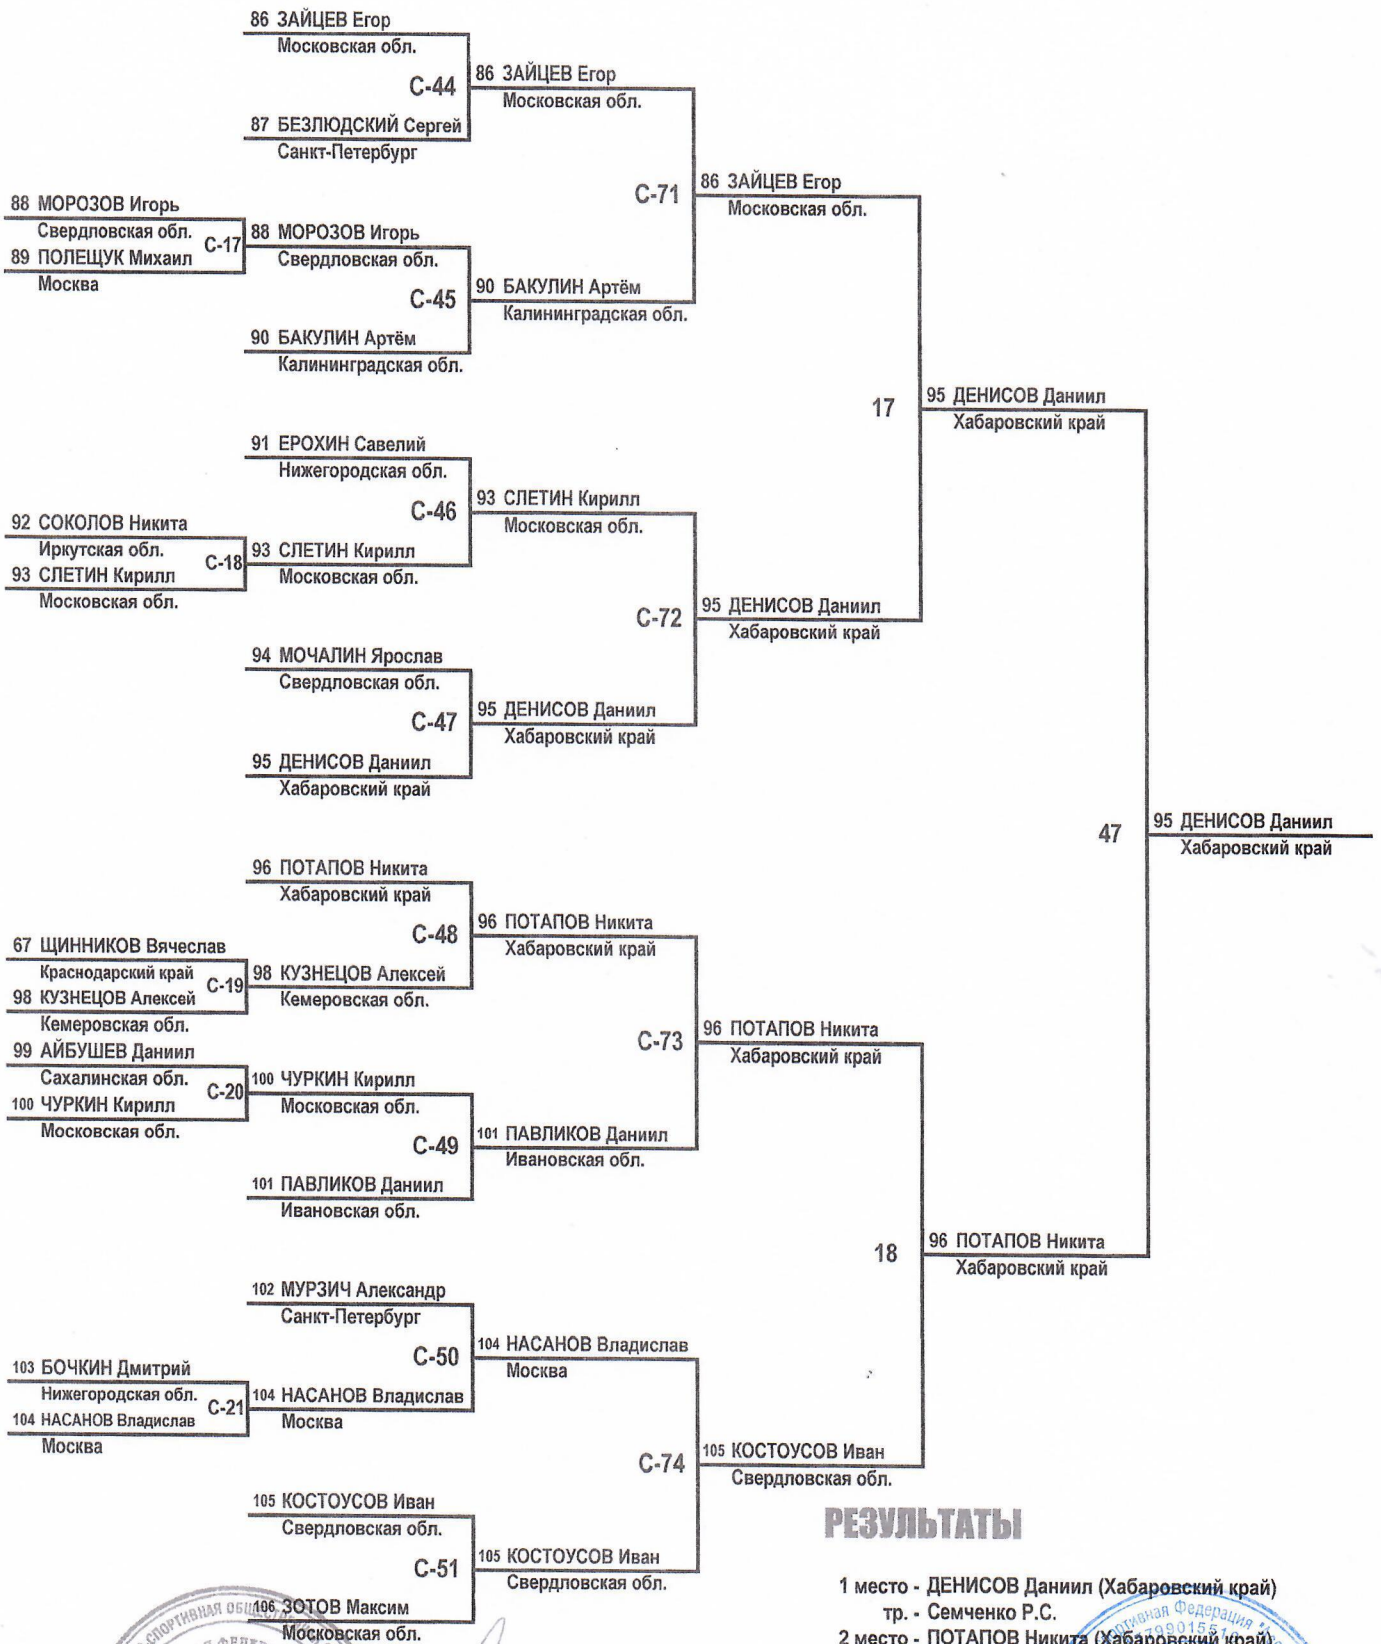 86 ЗАЙЦЕВ Егор
Московская обл.
С-44
86 ЗАЙЦЕВ Егор
Московская обл.
87 БЕЗЛЮДСКИЙ Сергей
Санкт-Петербург
С-71
86 ЗАЙЦЕВ Егор
Московская обл.
88 МОРОЗОВ Игорь
Свердловская обл.
С-17
89 ПОЛЕЩУК Михаил
Москва
88 МОРОЗОВ Игорь
Свердловская обл.
С-45
90 БАКУЛИН Артём
Калининградская обл.
90 БАКУЛИН Артём
Калининградская обл.
17
95 ДЕНИСОВ Даниил
Хабаровский край
91 ЕРОХИН Савелий
Нижегородская обл.
С-46
93 СЛЕТИН Кирилл
Московская обл.
92 СОКОЛОВ Никита
Иркутская обл.
С-18
93 СЛЕТИН Кирилл
Московская обл.
93 СЛЕТИН Кирилл
Московская обл.
С-72
95 ДЕНИСОВ Даниил
Хабаровский край
94 МОЧАЛИН Ярослав
Свердловская обл.
С-47
95 ДЕНИСОВ Даниил
Хабаровский край
95 ДЕНИСОВ Даниил
Хабаровский край
47
95 ДЕНИСОВ Даниил
Хабаровский край
96 ПОТАПОВ Никита
Хабаровский край
С-48
96 ПОТАПОВ Никита
Хабаровский край
67 ЩИННИКОВ Вячеслав
Краснодарский край
С-19
98 КУЗНЕЦОВ Алексей
Кемеровская обл.
98 КУЗНЕЦОВ Алексей
Кемеровская обл.
С-73
96 ПОТАПОВ Никита
Хабаровский край
99 АЙБУШЕВ Даниил
Сахалинская обл.
С-20
100 ЧУРКИН Кирилл
Московская обл.
100 ЧУРКИН Кирилл
Московская обл.
С-49
101 ПАВЛИКОВ Даниил
Ивановская обл.
101 ПАВЛИКОВ Даниил
Ивановская обл.
18
96 ПОТАПОВ Никита
Хабаровский край
102 МУРЗИЧ Александр
Санкт-Петербург
С-50
104 НАСАНОВ Владислав
Москва
103 БОЧКИН Дмитрий
Нижегородская обл.
С-21
104 НАСАНОВ Владислав
Москва
104 НАСАНОВ Владислав
Москва
С-74
105 КОСТОУСОВ Иван
Свердловская обл.
105 КОСТОУСОВ Иван
Свердловская обл.
С-51
105 КОСТОУСОВ Иван
Свердловская обл.
106 ЗОТОВ Максим
Московская обл.
РЕЗУЛЬТАТЫ
1 место - ДЕНИСОВ Даниил (Хабаровский край)
тр. - Семченко Р.С.
2 место - ПОТАПОВ Никита (Хабаровский край)